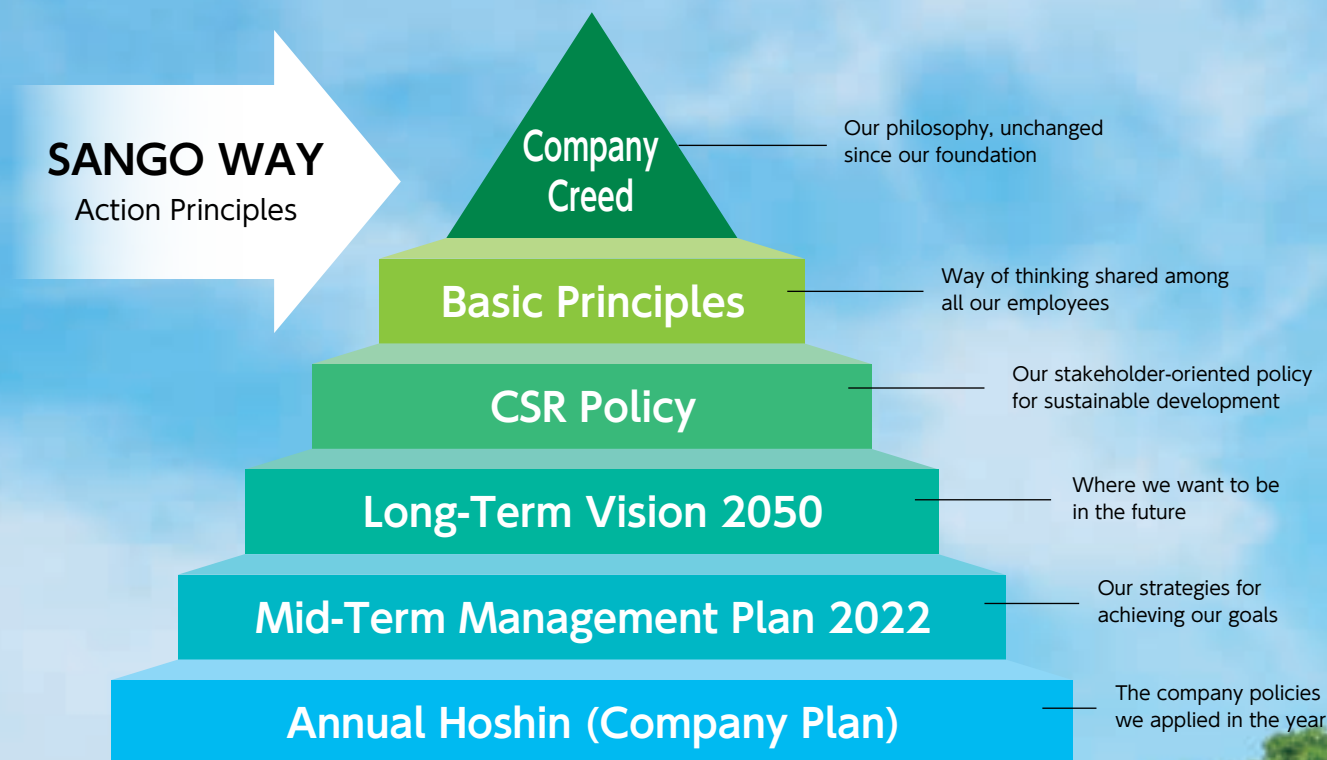 SANGO WAY
Action Principles
Company
Creed
Our philosophy, unchanged
since our foundation
Basic Principles
Way of thinking shared among
all our employees
CSR Policy
Our stakeholder-oriented policy
for sustainable development
Long-Term Vision 2050
Where we want to be
in the future
Mid-Term Management Plan 2022
Our strategies for
achieving our goals
Annual Hoshin (Company Plan)
The company policies
we applied in the year